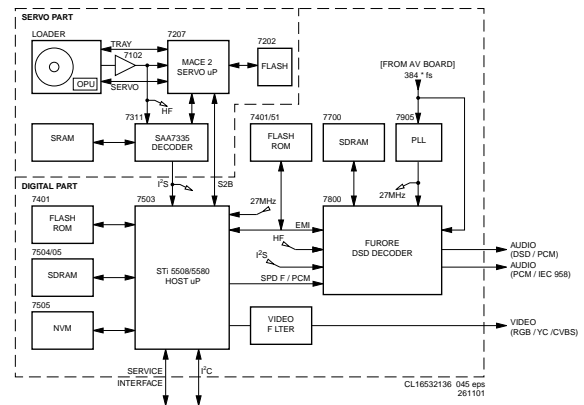 SERVO PART
LOADER
7207
TRAY
7102
MACE 2
SERVO uP
7202
FLASH
OPU
SERVO
HF
[FROM AV BOARD]
384 * fs
7311
7401/51
7700
7905
SRAM
SAA7335
DECODER
FLASH
ROM
SDRAM
PLL
I²S
S2B
DIGITAL PART
7503
27MHz
27MHz
7401
7800
FLASH
ROM
EMI
FURORE
DSD DECODER
HF
I²S
7504/05
SDRAM
STi 5508/5580
HOST uP
AUDIO
(DSD / PCM)
AUDIO
(PCM / IEC 958)
SPD F / PCM
7505
NVM
VIDEO
F LTER
VIDEO
(RGB / YC /CVBS)
SERVICE
INTERFACE
I²C
CL16532136 045 eps
261101